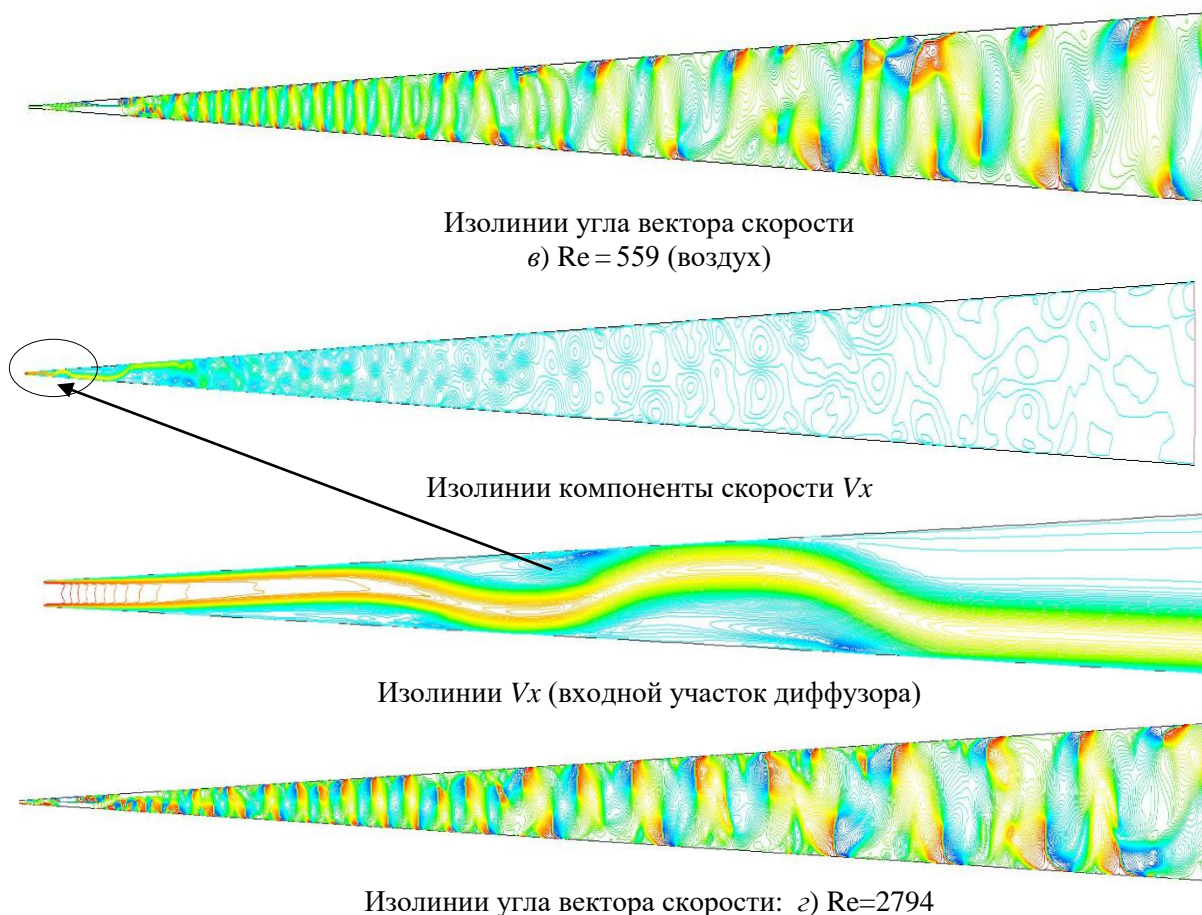 Изолинии угла вектора скорости
в) Re = 559 (воздух)
Изолинии компоненты скорости Vx
Изолинии Vx (входной участок диффузора)
Изолинии угла вектора скорости: г) Re=2794